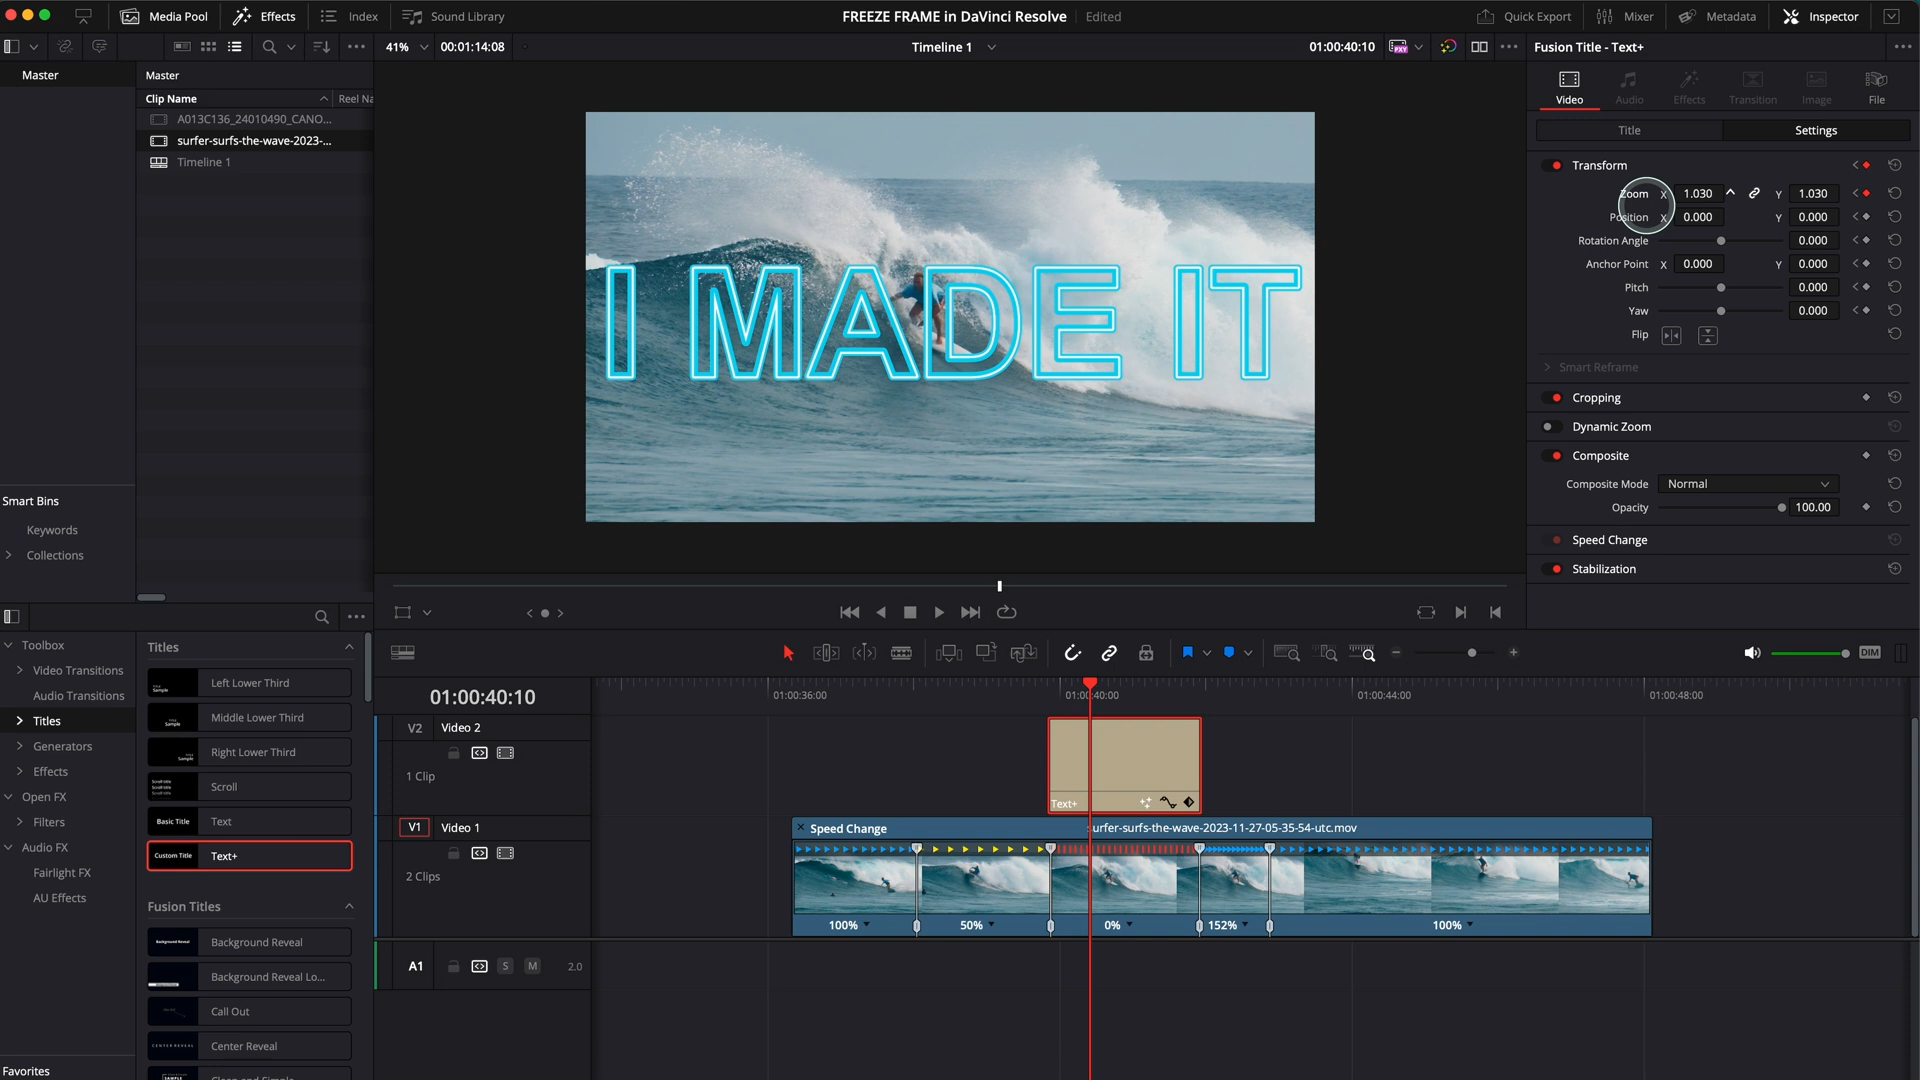 Media Pool
Effects
Index
Sound Library
FREEZE FRAME in DaVinci Resolve
Edited
Quick Export
Mixer
Metadata
Inspector
41%
00:01:14:08
Timeline 1
01:00:40:10
Fusion Title - Text+
Master
Master
Clip Name
Reel Na
A013C136_24010490_CANO...
surfer-surfs-the-wave-2023-...
Timeline 1
Smart Bins
Keywords
Collections
I MADE IT
Video
Audio
Effects
Transition
Image
File
Title
Settings
Transform
Zoom X 1.030 Y 1.030
Position X 0.000 Y 0.000
Rotation Angle 0.000
Anchor Point X 0.000 Y 0.000
Pitch 0.000
Yaw 0.000
Flip
Smart Reframe
Cropping
Dynamic Zoom
Composite
Composite Mode Normal
Opacity 100.00
Speed Change
Stabilization
Toolbox
Video Transitions
Audio Transitions
Titles
Generators
Effects
Open FX
Filters
Audio FX
Fairlight FX
AU Effects
Favorites
Titles
Left Lower Third
Middle Lower Third
Right Lower Third
Scroll
Basic Title Text
Custom Title Text+
Fusion Titles
Background Reveal
Background Reveal Lo...
Call Out
Center Reveal
DIM
01:00:40:10
01:00:36:00
01:00:40:00
01:00:44:00
01:00:48:00
V2 Video 2
1 Clip
Text+
V1 Video 1
2 Clips
Speed Change
surfer-surfs-the-wave-2023-11-27-05-35-54-utc.mov
100%
50%
0%
152%
100%
A1 S M 2.0